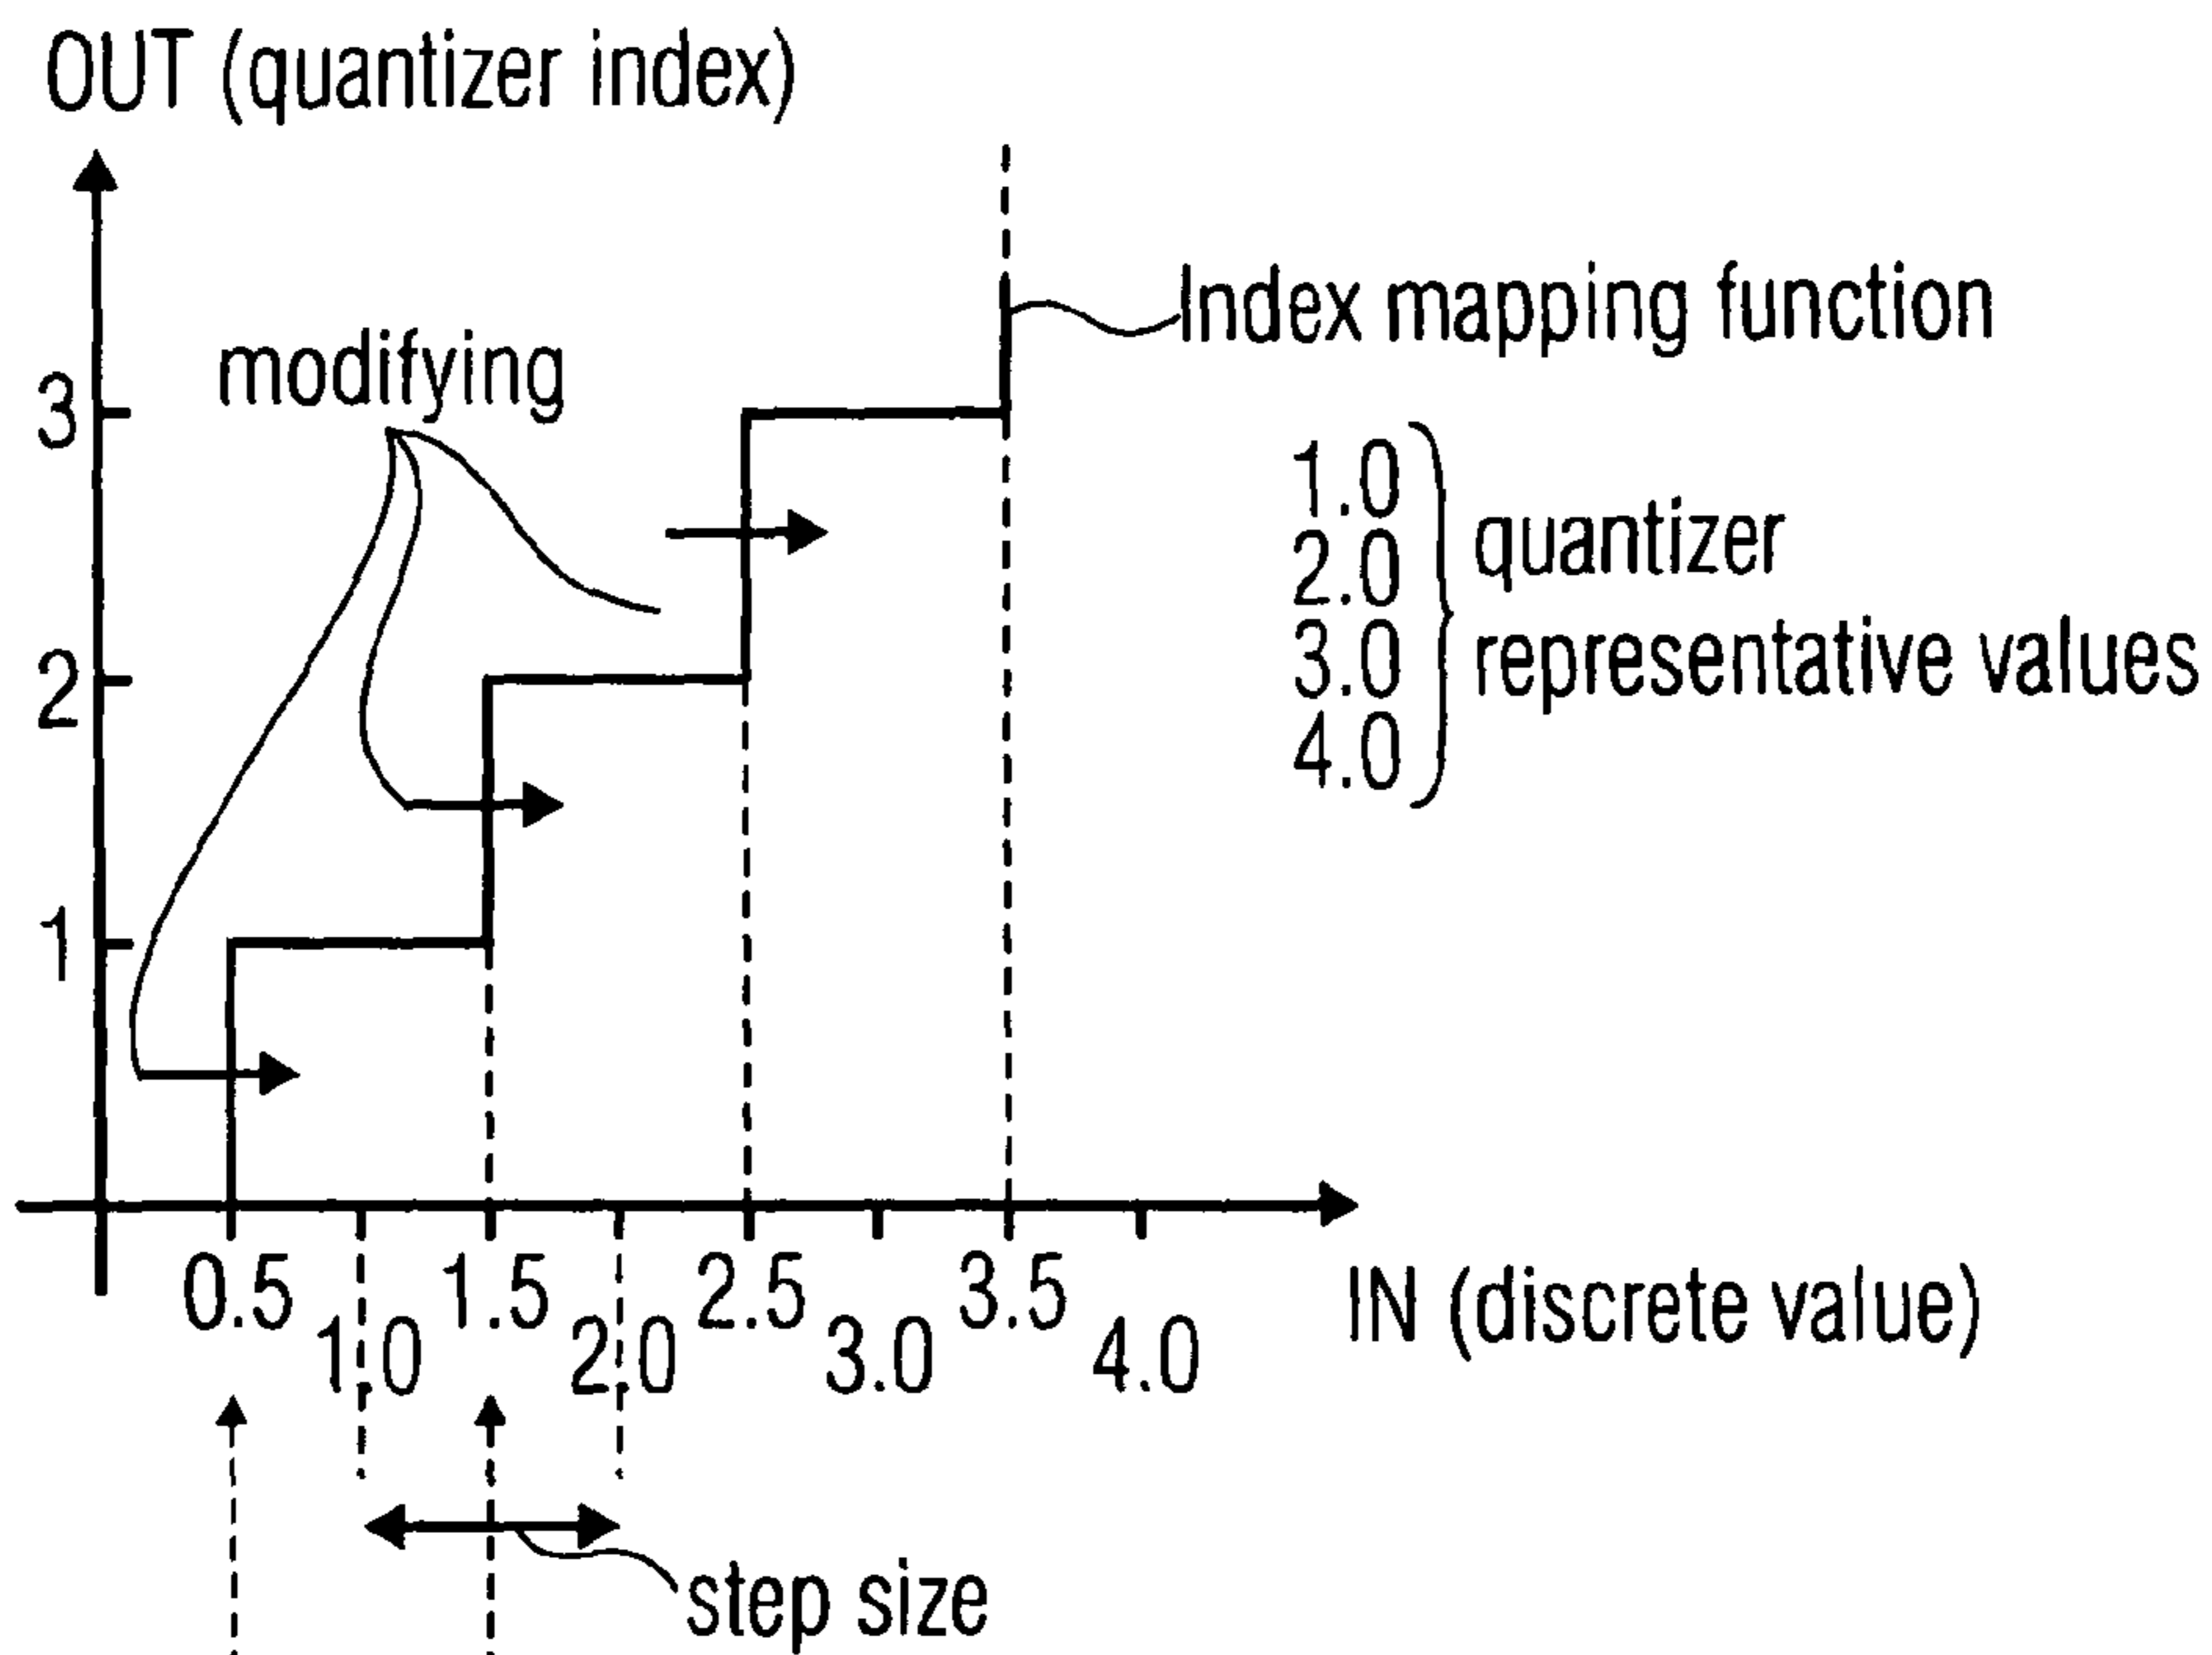 OUT (quantizer index)
Index mapping function
modifying
3
1.0
2.0
quantizer
3.0
representative values
2
4.0
1
0.5
1.5
2.5
3.5
IN (discrete value)
1.0
2.0
3.0
4.0
step size